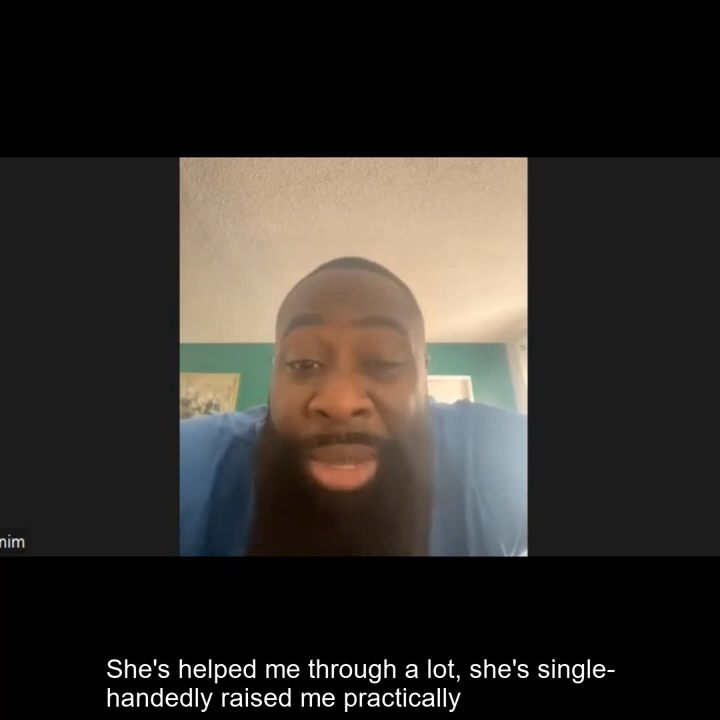 nim
She's helped me through a lot, she's single-
handedly raised me practically